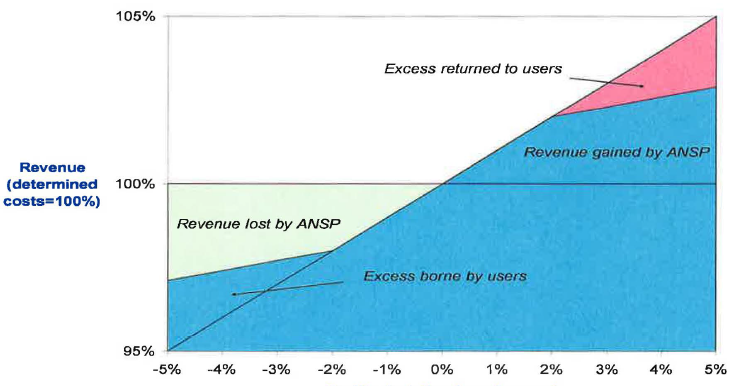 105%
Excess returned to users
Revenue gained by ANSP
Revenue
(determined
costs=100%)
100%
Revenue lost by ANSP
Excess borne by users
95%
-5% -4% -3% -2% -1% 0% 1% 2% 3% 4% 5%